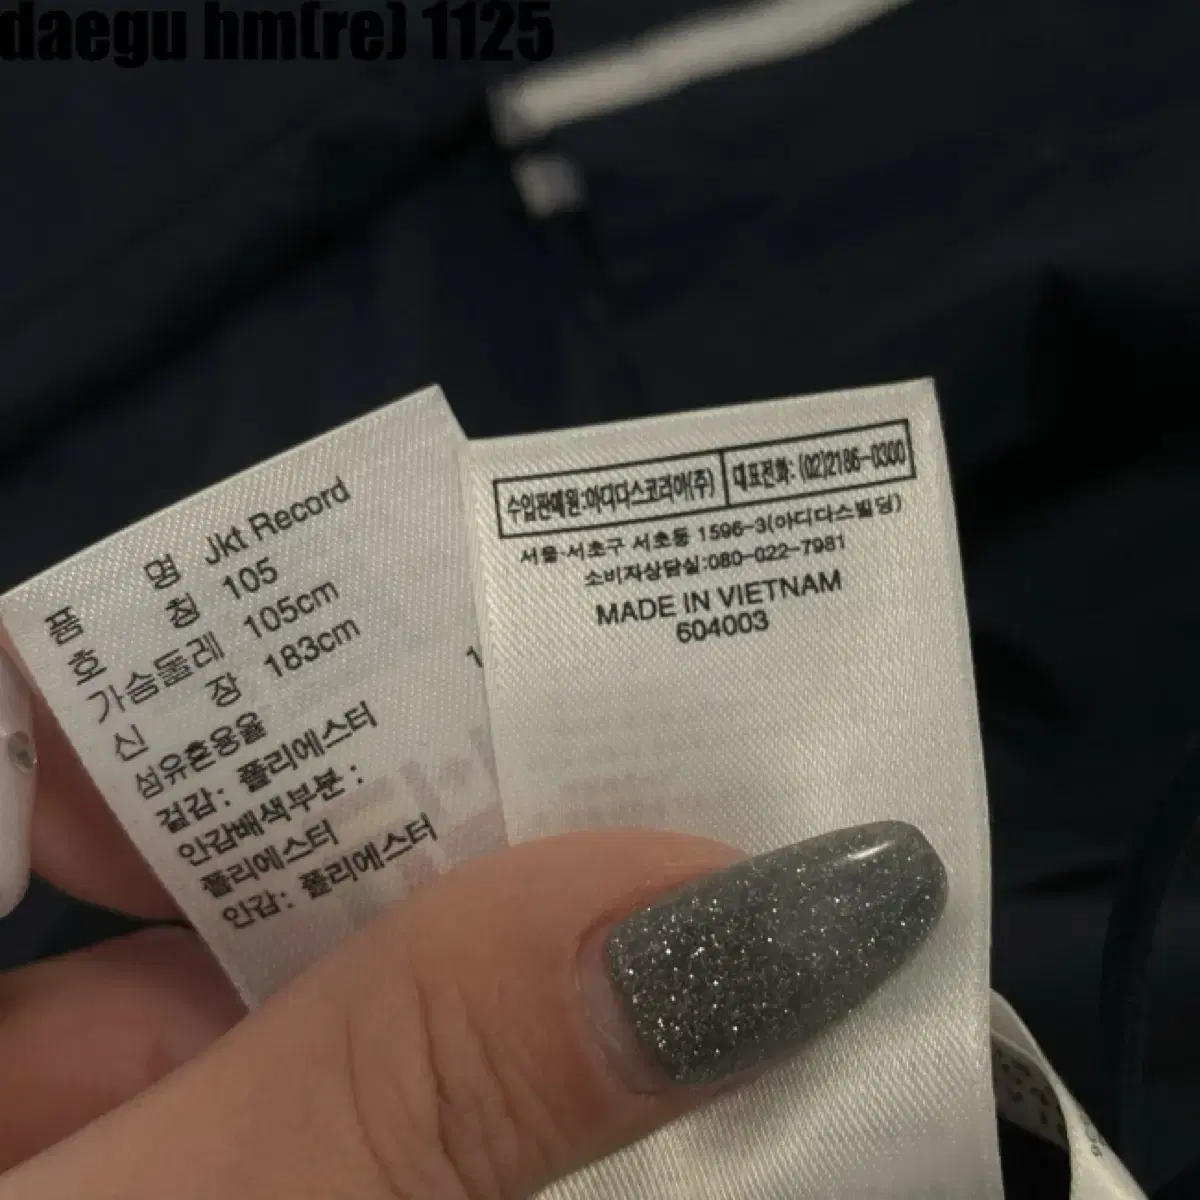 daegu hm(re) 1125
품 명 Jkt Record
호 칭 105
가슴둘레 105cm
신 장 183cm
섬유혼용율
겉감: 폴리에스터
안감배색부분 :
폴리에스터
안감: 폴리에스터
수입판매원:아디다스코리아(주) 대표전화: (02)2186-0300
서울·서초구 서초동 1596-3(아디다스빌딩)
소비자상담실:080-022-7981
MADE IN VIETNAM
604003